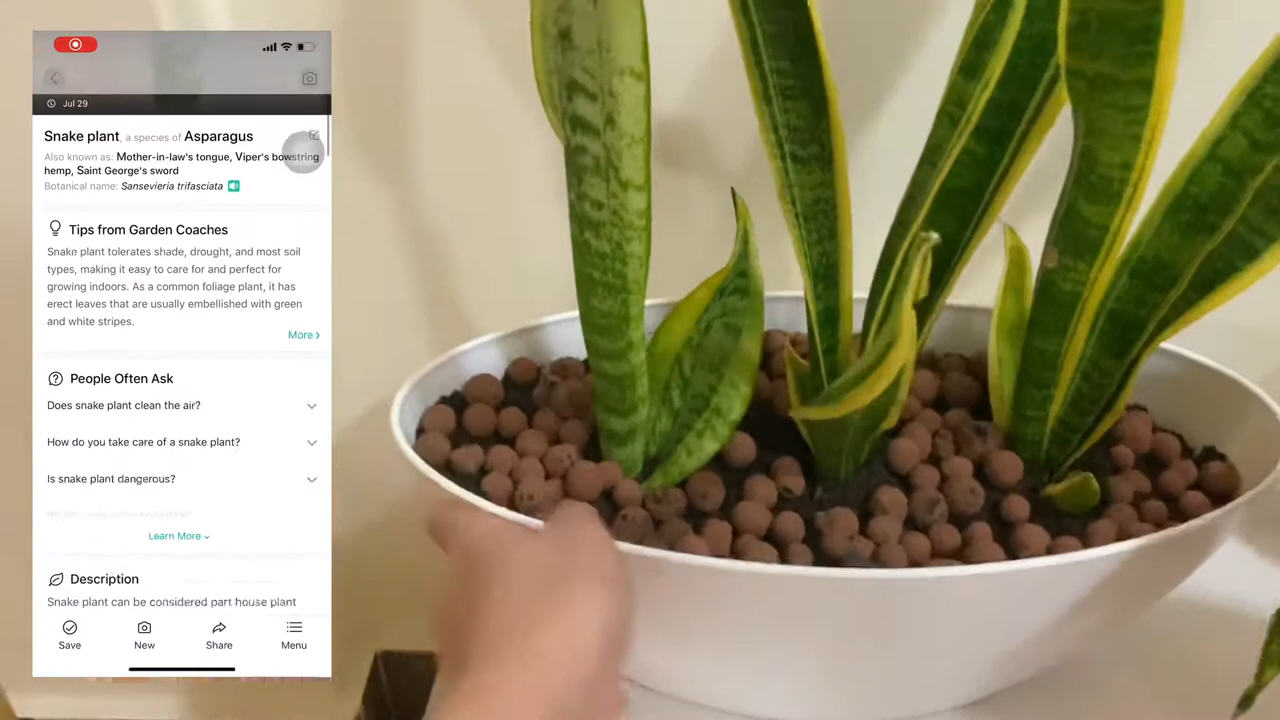 Jul 29
Snake plant, a species of Asparagus
Also known as: Mother-in-law's tongue, Viper's bowstring
hemp, Saint George's sword
Botanical name: Sansevieria trifasciata
Tips from Garden Coaches
Snake plant tolerates shade, drought, and most soil
types, making it easy to care for and perfect for
growing indoors. As a common foliage plant, it has
erect leaves that are usually embellished with green
and white stripes.
More
People Often Ask
Does snake plant clean the air?
How do you take care of a snake plant?
Is snake plant dangerous?
Learn More
Description
Snake plant can be considered part house plant
Save New Share Menu